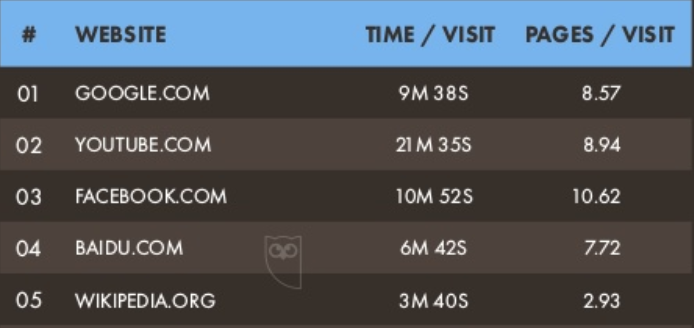 # WEBSITE TIME / VISIT PAGES / VISIT
01 GOOGLE.COM 9M 38S 8.57
02 YOUTUBE.COM 21M 35S 8.94
03 FACEBOOK.COM 10M 52S 10.62
04 BAIDU.COM 6M 42S 7.72
05 WIKIPEDIA.ORG 3M 40S 2.93